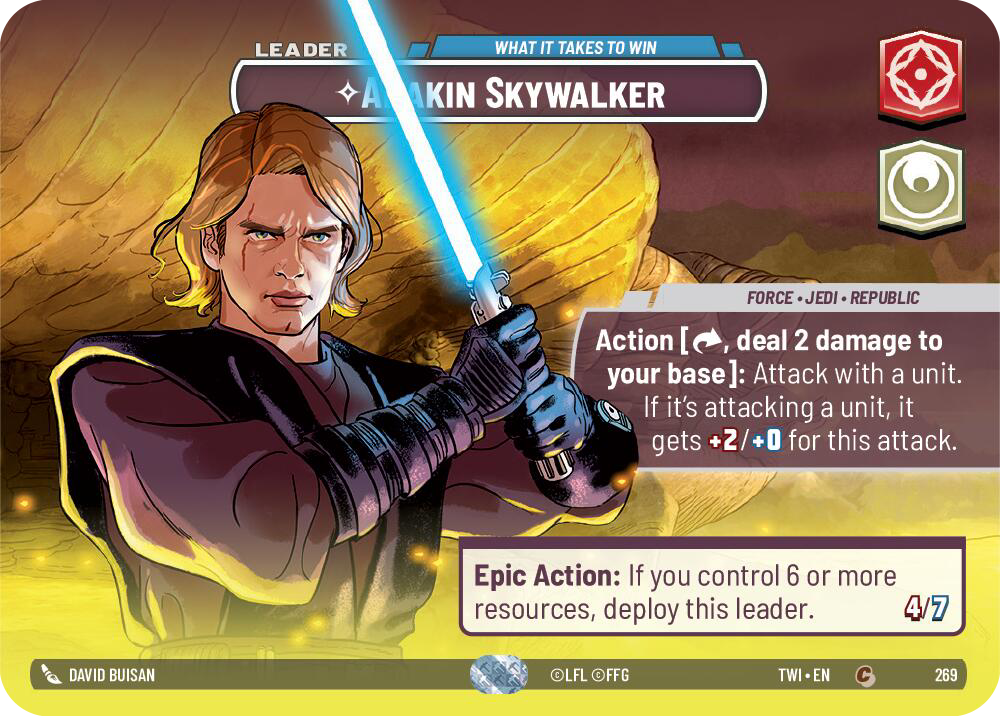 LEADER
WHAT IT TAKES TO WIN
ANAKIN SKYWALKER
FORCE • JEDI • REPUBLIC
Action [, deal 2 damage to
your base]: Attack with a unit.
If it's attacking a unit, it
gets +2/+0 for this attack.
Epic Action: If you control 6 or more
resources, deploy this leader. 4/7
DAVID BUISAN
©LFL ©FFG
TWI • EN
C
269